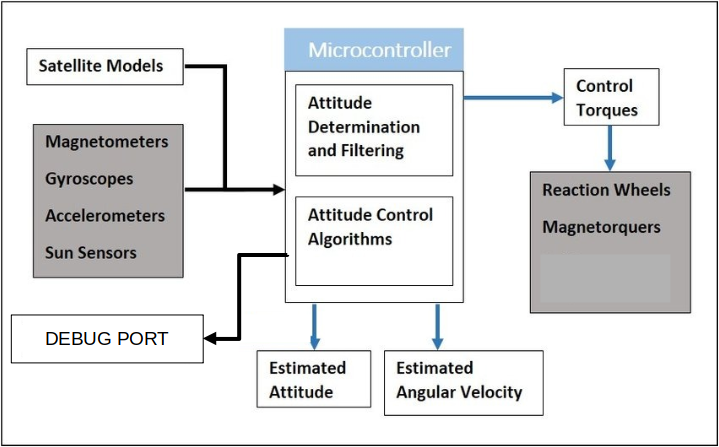 Microcontroller
Satellite Models
Magnetometers
Gyroscopes
Accelerometers
Sun Sensors
Attitude
Determination
and Filtering
Attitude Control
Algorithms
Control
Torques
Reaction Wheels
Magnetorquers
DEBUG PORT
Estimated
Attitude
Estimated
Angular Velocity